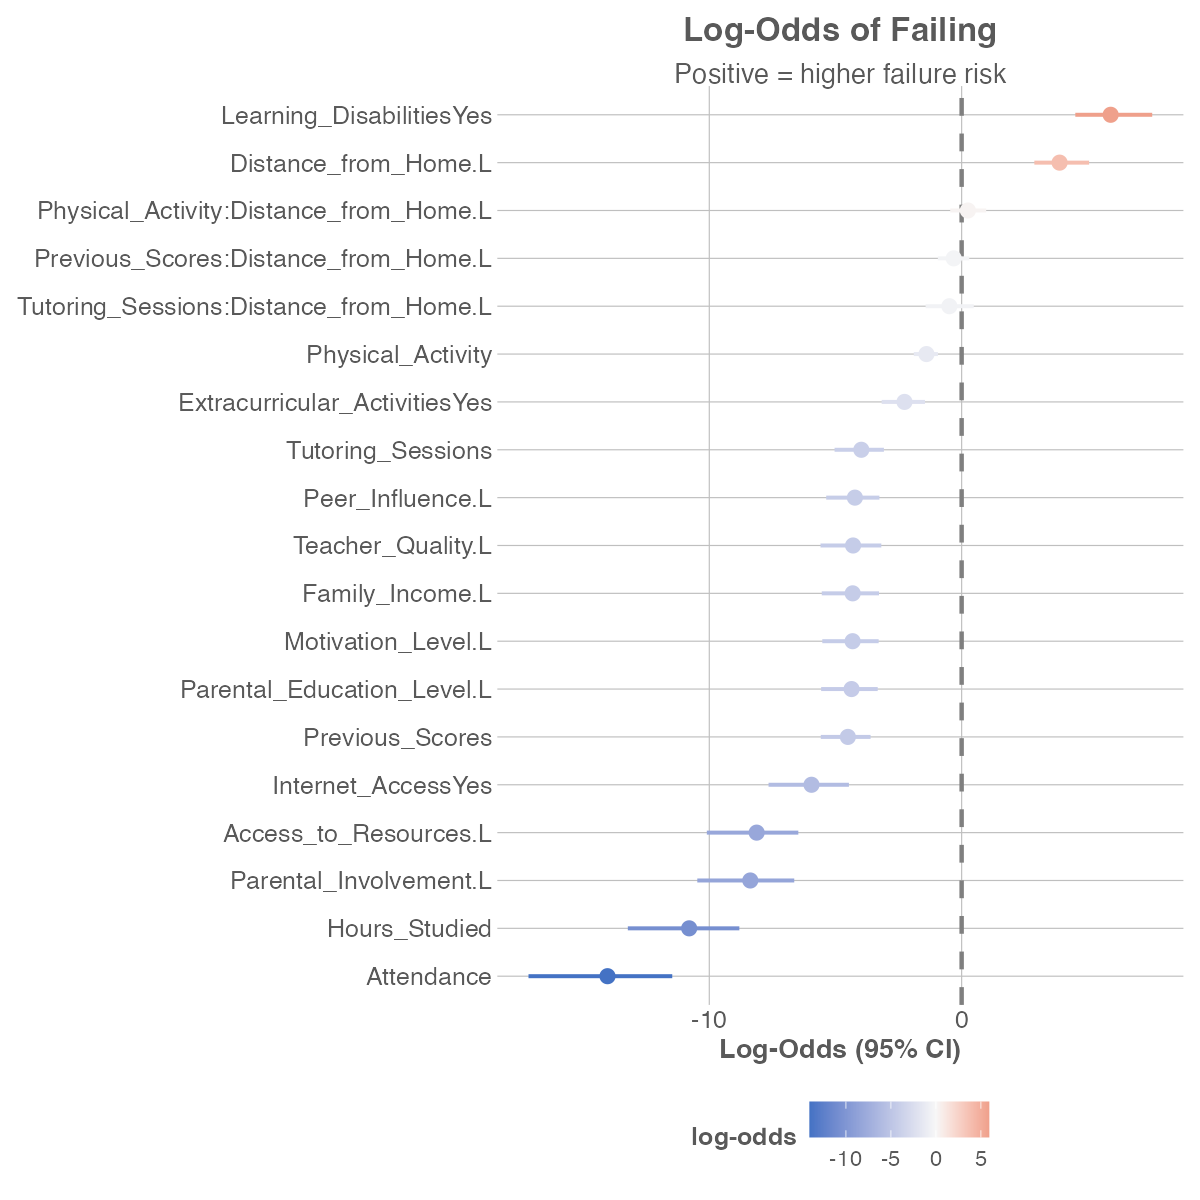 Log-Odds of Failing
Positive = higher failure risk
Learning_DisabilitiesYes
Distance_from_Home.L
Physical_Activity:Distance_from_Home.L
Previous_Scores:Distance_from_Home.L
Tutoring_Sessions:Distance_from_Home.L
Physical_Activity
Extracurricular_ActivitiesYes
Tutoring_Sessions
Peer_Influence.L
Teacher_Quality.L
Family_Income.L
Motivation_Level.L
Parental_Education_Level.L
Previous_Scores
Internet_AccessYes
Access_to_Resources.L
Parental_Involvement.L
Hours_Studied
Attendance
-10 0
Log-Odds (95% CI)
log-odds
-10 -5 0 5